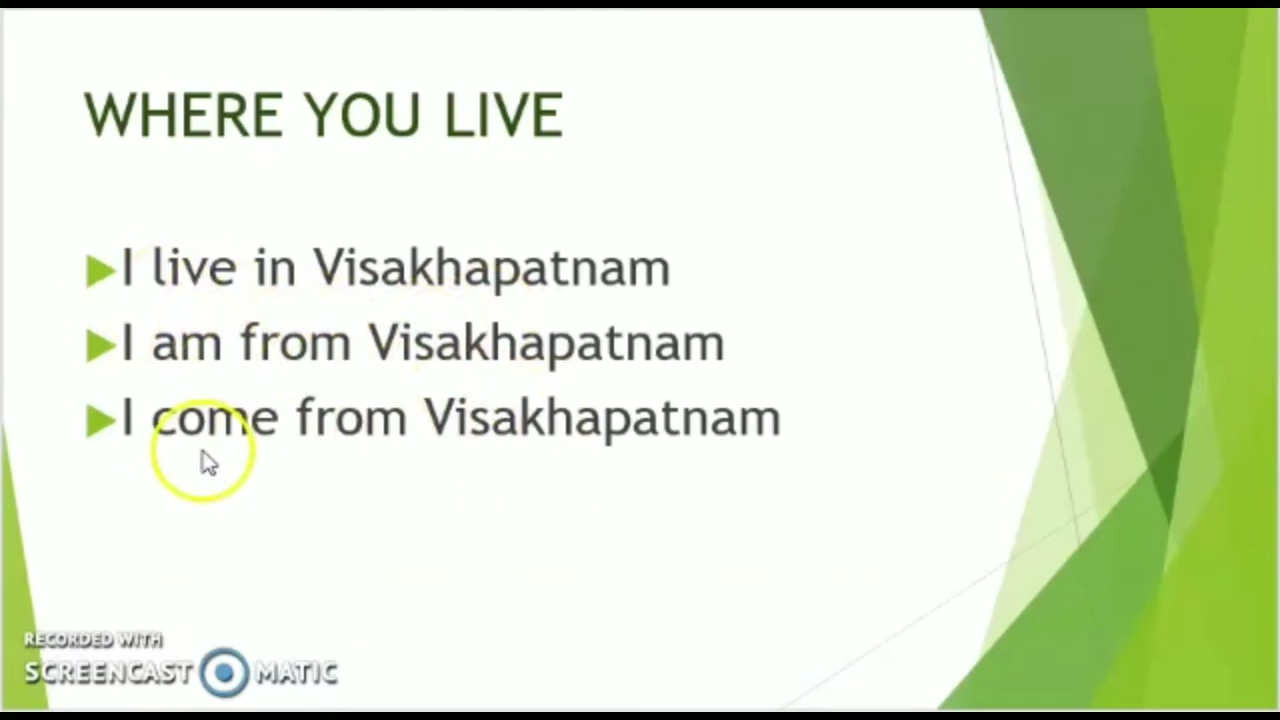 WHERE YOU LIVE
I live in Visakhapatnam
I am from Visakhapatnam
I come from Visakhapatnam
RECORDED WITH
SCREENCAST MATIC